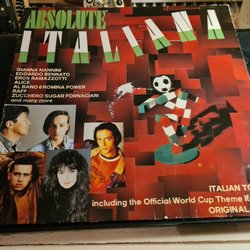 ABSOLUTE
ITALIANA
GIANNA NANNINI
EDOARDO BENNATO
EROS RAMAZZOTTI
ALICE
AL BANO & ROMINA POWER
RAFF
ZUCCHERO SUGAR FORNACIARI
and many more
ITALIAN TO
including the Official World Cup Theme
ORIGINAL